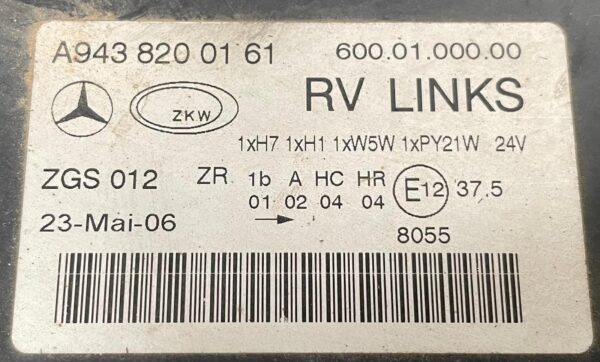 A943 820 01 61 600.01.000.00
ZKW RV LINKS
1xH7 1xH1 1xW5W 1xPY21W 24V
ZGS 012 ZR 1b A HC HR E12 37.5
01 02 04 04
23-Mai-06 8055